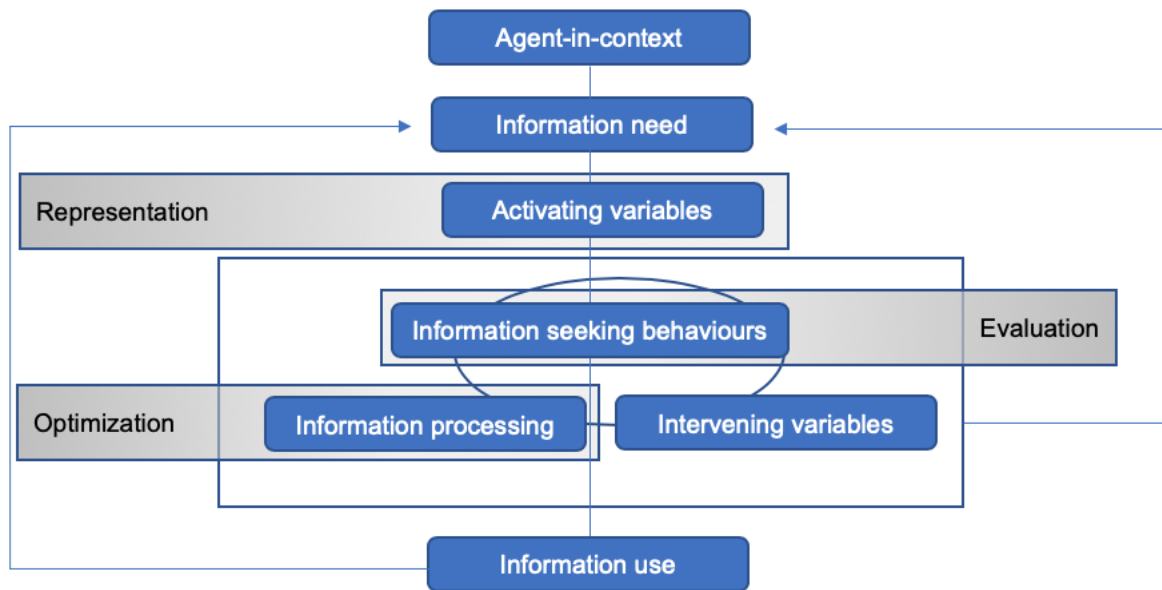 Agent-in-context
Information need
Representation
Activating variables
Information seeking behaviours
Evaluation
Optimization
Information processing
Intervening variables
Information use